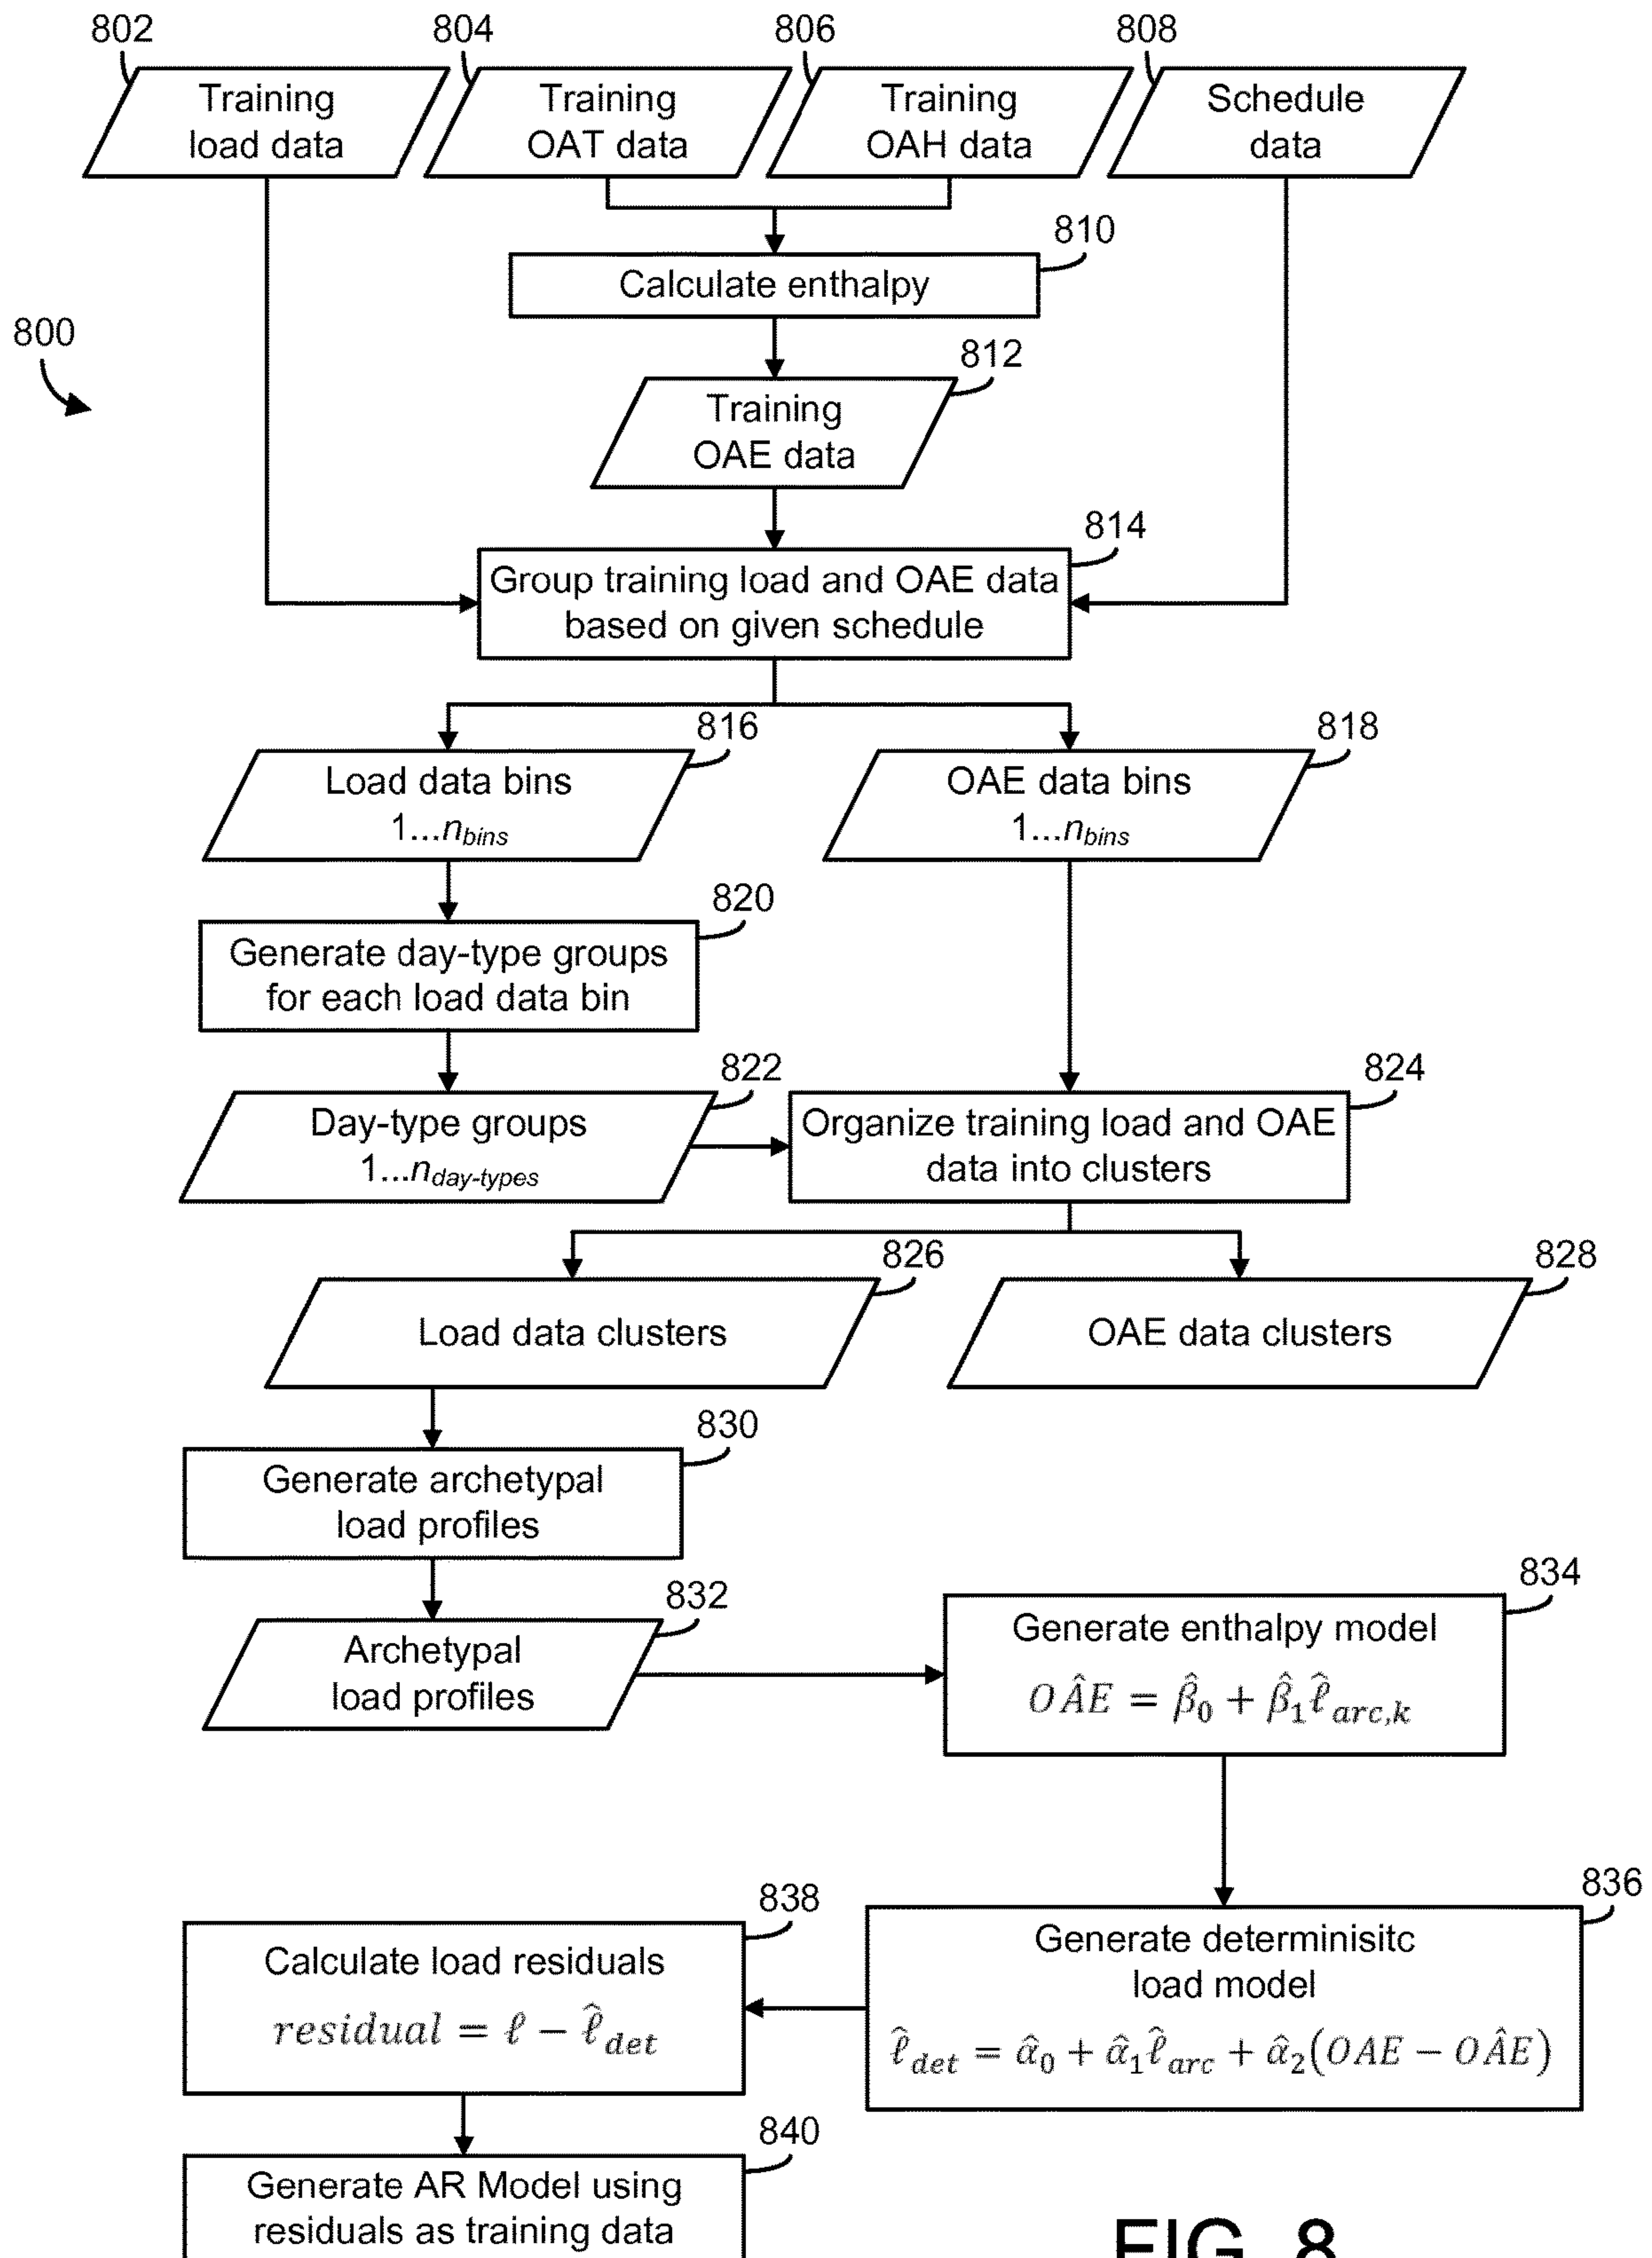 802
804
806
808
Training
load data
Training
OAT data
Training
OAH data
Schedule
data
810
Calculate enthalpy
800
812
Training
OAE data
814
Group training load and OAE data
based on given schedule
816
818
Load data bins
1...n_bins
OAE data bins
1...n_bins
820
Generate day-type groups
for each load data bin
822
824
Day-type groups
1...n_day-types
Organize training load and OAE
data into clusters
826
828
Load data clusters
OAE data clusters
830
Generate archetypal
load profiles
832
834
Archetypal
load profiles
Generate enthalpy model
OÂE = β̂₀ + β̂₁ℓ̂_arc,k
836
838
Generate determinisitc
load model
ℓ̂_det = α̂₀ + α̂₁ℓ̂_arc + α̂₂(OAE − OÂE)
Calculate load residuals
residual = ℓ − ℓ̂_det
840
Generate AR Model using
residuals as training data
FIG. 8